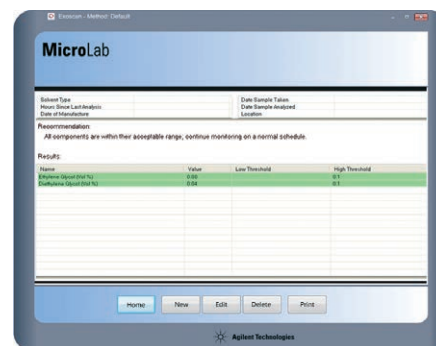 MicroLab
Solvent Type
Date Sample Taken
Hours Since Last Analysis
Date Sample Analyzed
Date of Manufacture
Location
Recommendation:
All components are within their acceptable range; continue monitoring on a normal schedule.
Results:
Name Value Low Threshold High Threshold
Ethylene Glycol (Vol %) 0.00 0.1
Diethylene Glycol (Vol %) 0.04 0.1
Home New Edit Delete Print
Agilent Technologies